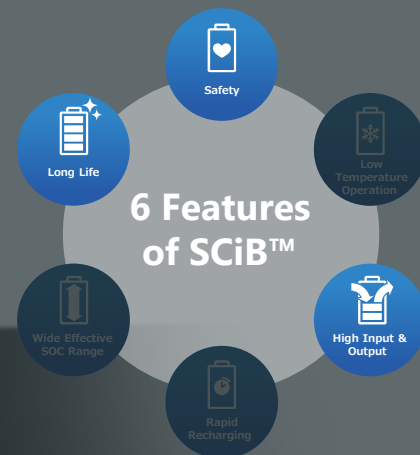 Safety
Long Life
Low
Temperature
Operation
6 Features
of SCiB™
Wide Effective
SOC Range
High Input &
Output
Rapid
Recharging